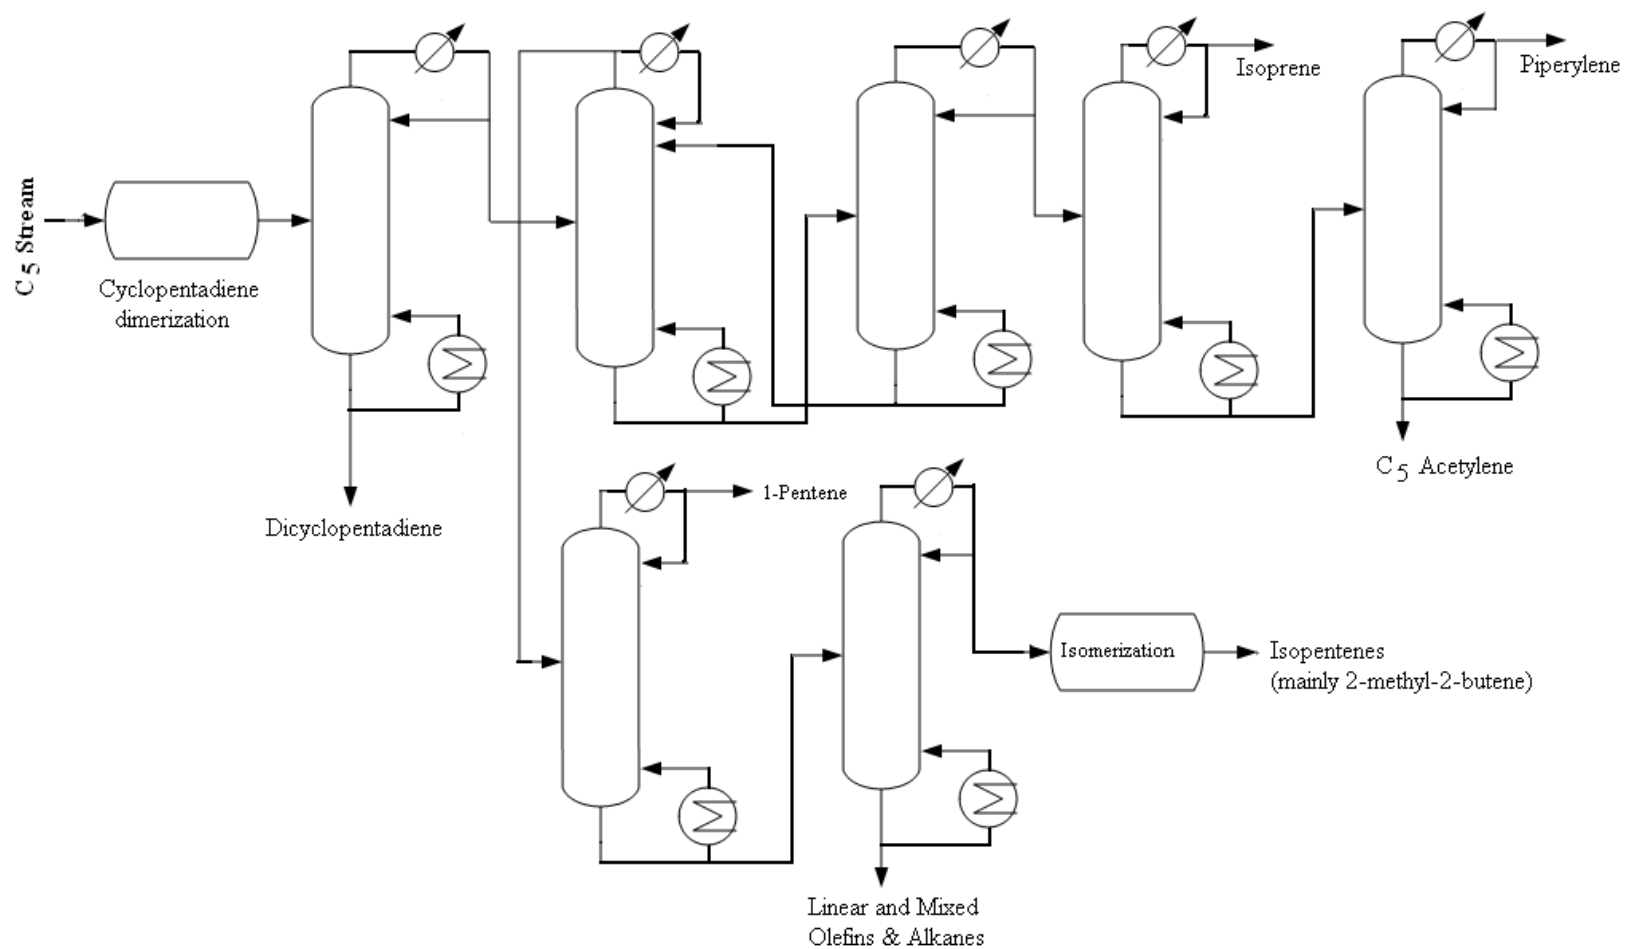 C5 Stream
Cyclopentadiene
dimerization
Dicyclopentadiene
Isoprene
Piperylene
C5 Acetylene
1-Pentene
Isomerization
Isopentenes
(mainly 2-methyl-2-butene)
Linear and Mixed
Olefins & Alkanes